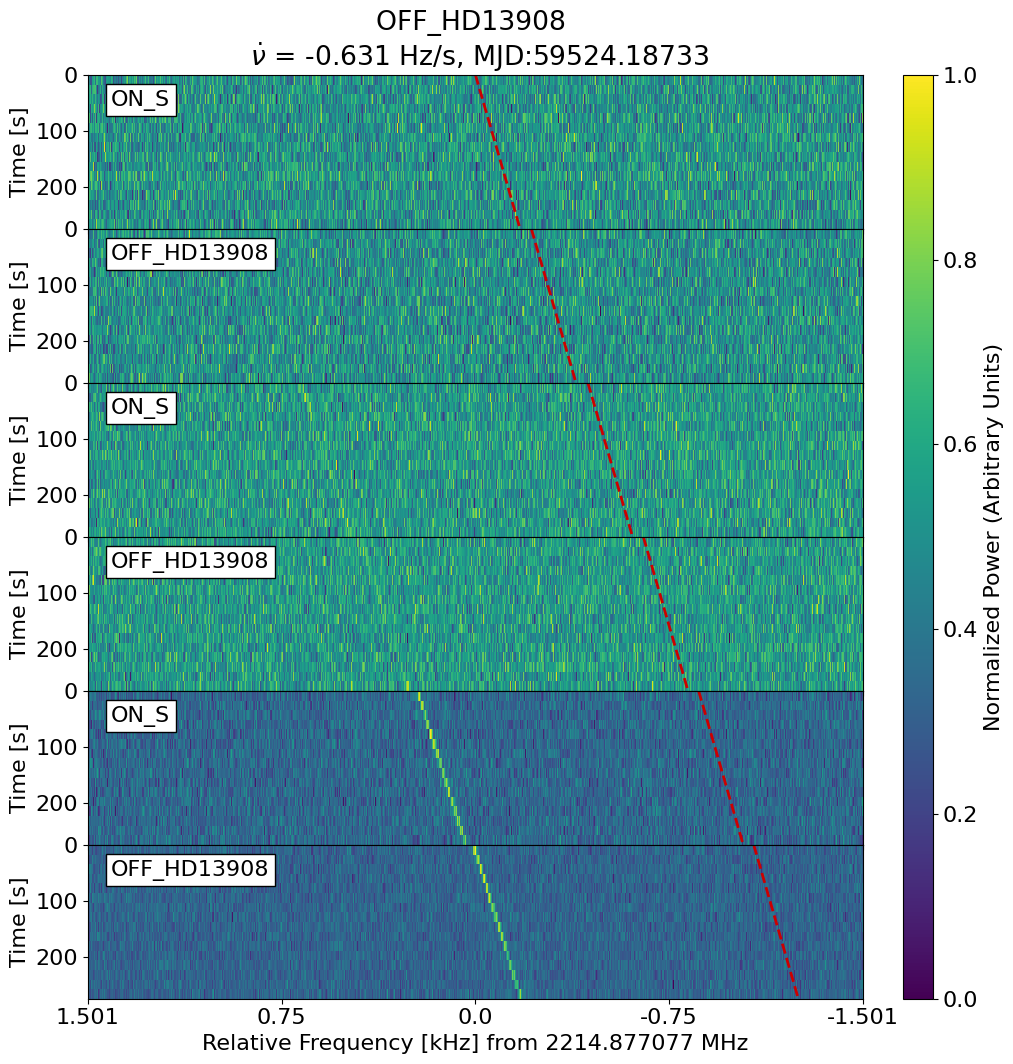 OFF_HD13908
ν̇ = -0.631 Hz/s, MJD:59524.18733
ON_S
OFF_HD13908
ON_S
OFF_HD13908
ON_S
OFF_HD13908
Time [s]
0
100
200
Time [s]
0
100
200
Time [s]
0
100
200
Time [s]
0
100
200
Time [s]
0
100
200
Time [s]
0
100
200
1.501 0.75 0.0 -0.75 -1.501
Relative Frequency [kHz] from 2214.877077 MHz
1.0
0.8
0.6
0.4
0.2
0.0
Normalized Power (Arbitrary Units)